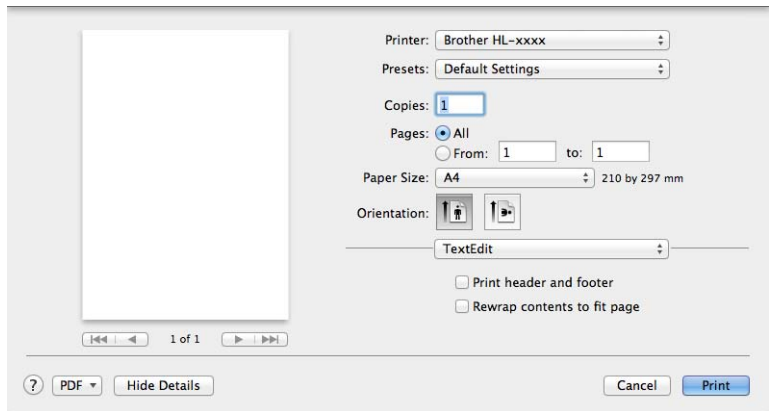 Printer: Brother HL-xxxx
Presets: Default Settings
Copies: 1
Pages: All
From: 1 to: 1
Paper Size: A4 210 by 297 mm
Orientation:
TextEdit
Print header and footer
Rewrap contents to fit page
1 of 1
? PDF Hide Details Cancel Print